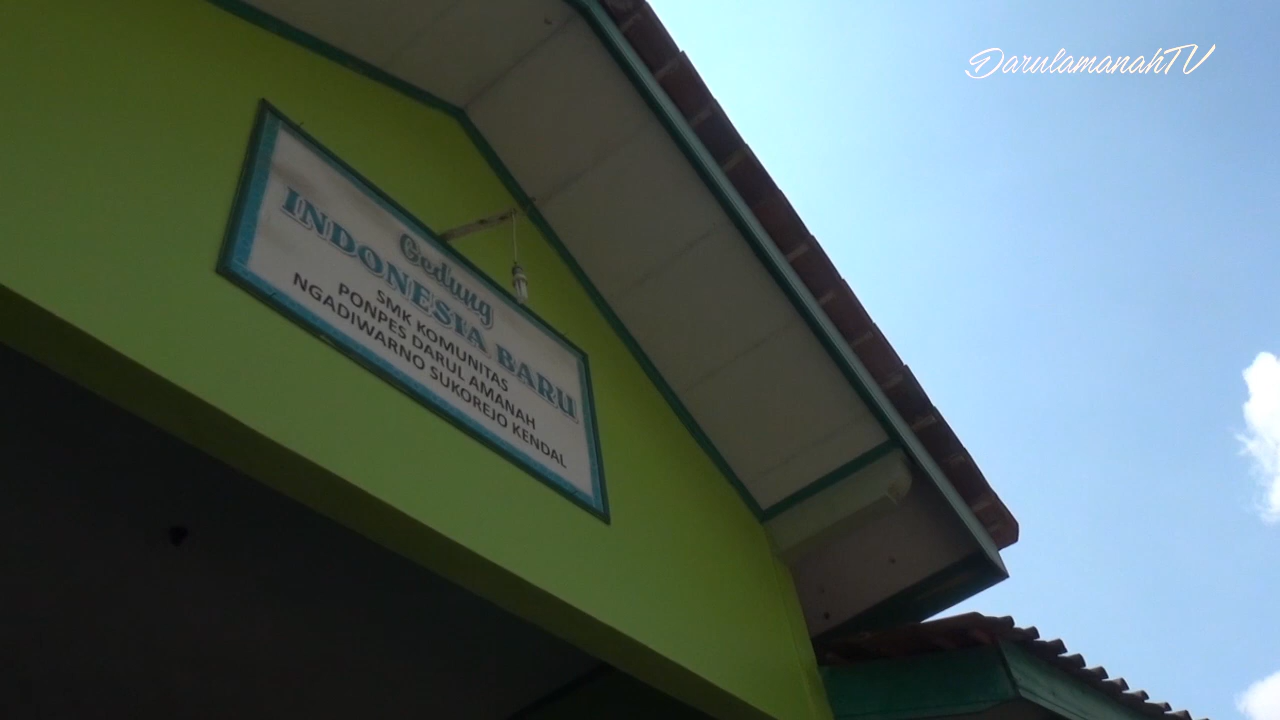 DarulamanahTV
Gedung
INDONESIA BARU
SMK KOMUNITAS
PONPES DARUL AMANAH
NGADIWARNO SUKOREJO KENDAL